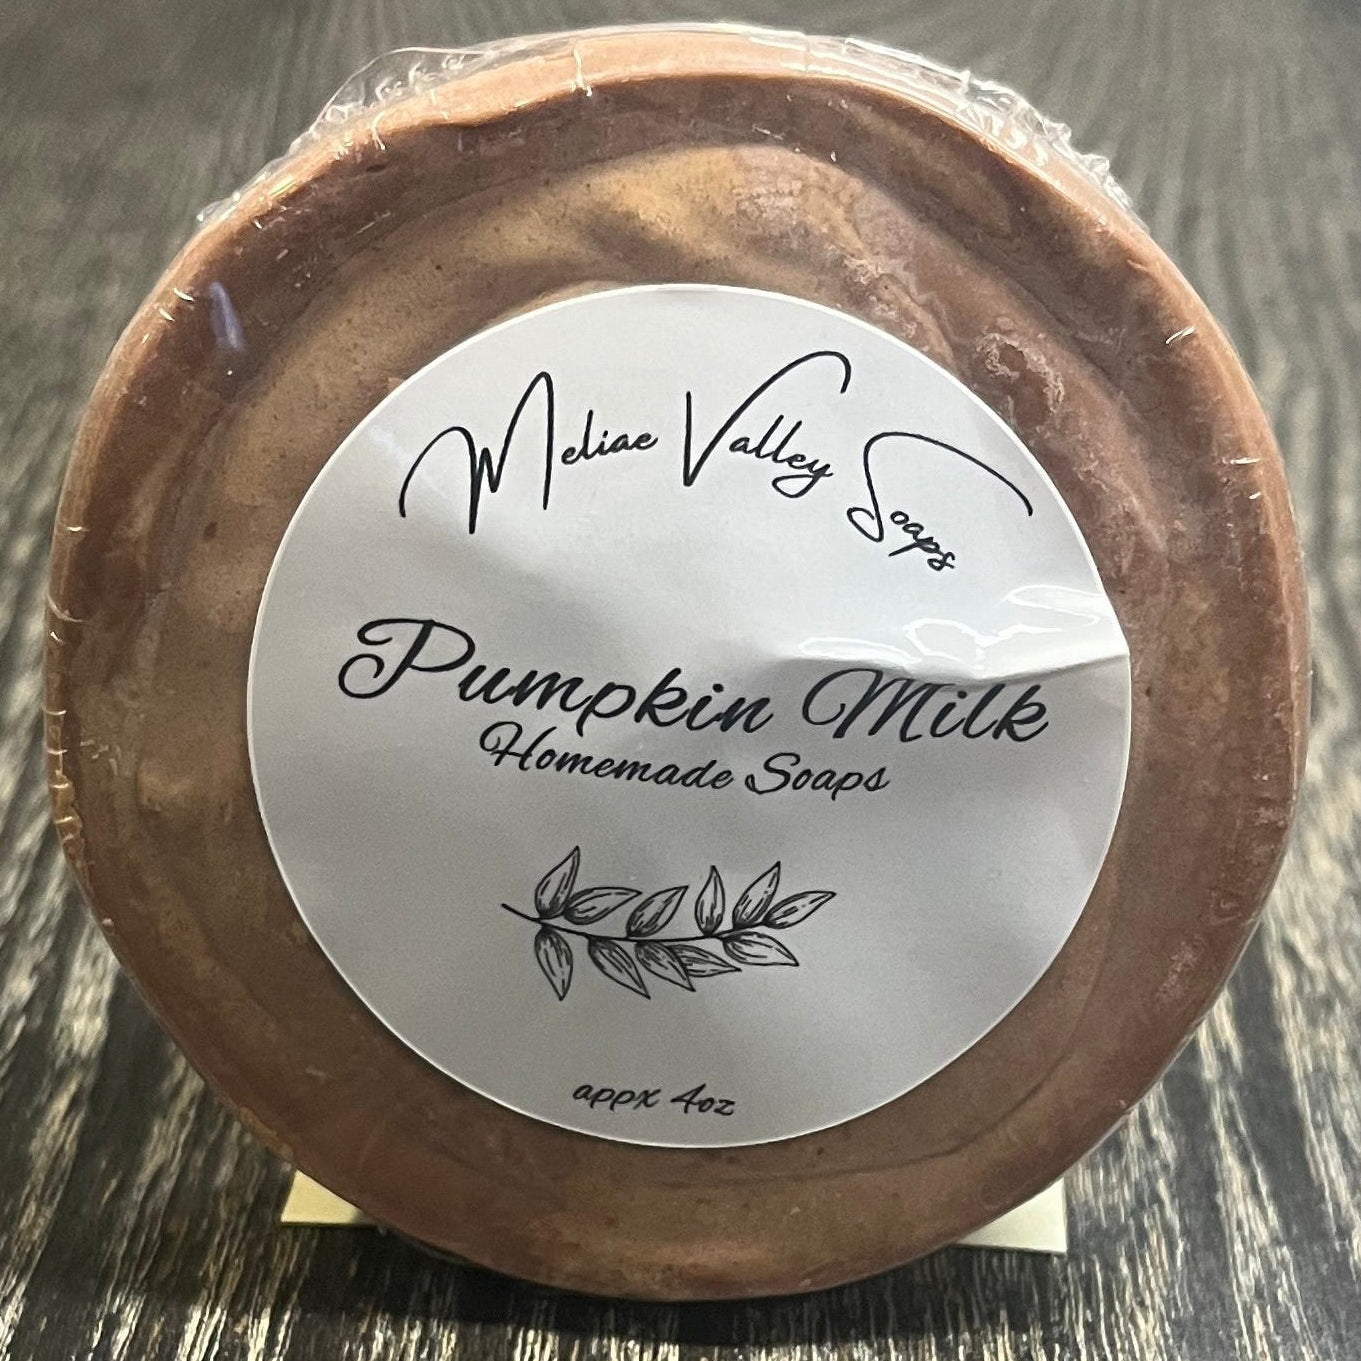 Meliae Valley Soaps
Pumpkin Milk
Homemade Soaps
appx 4oz